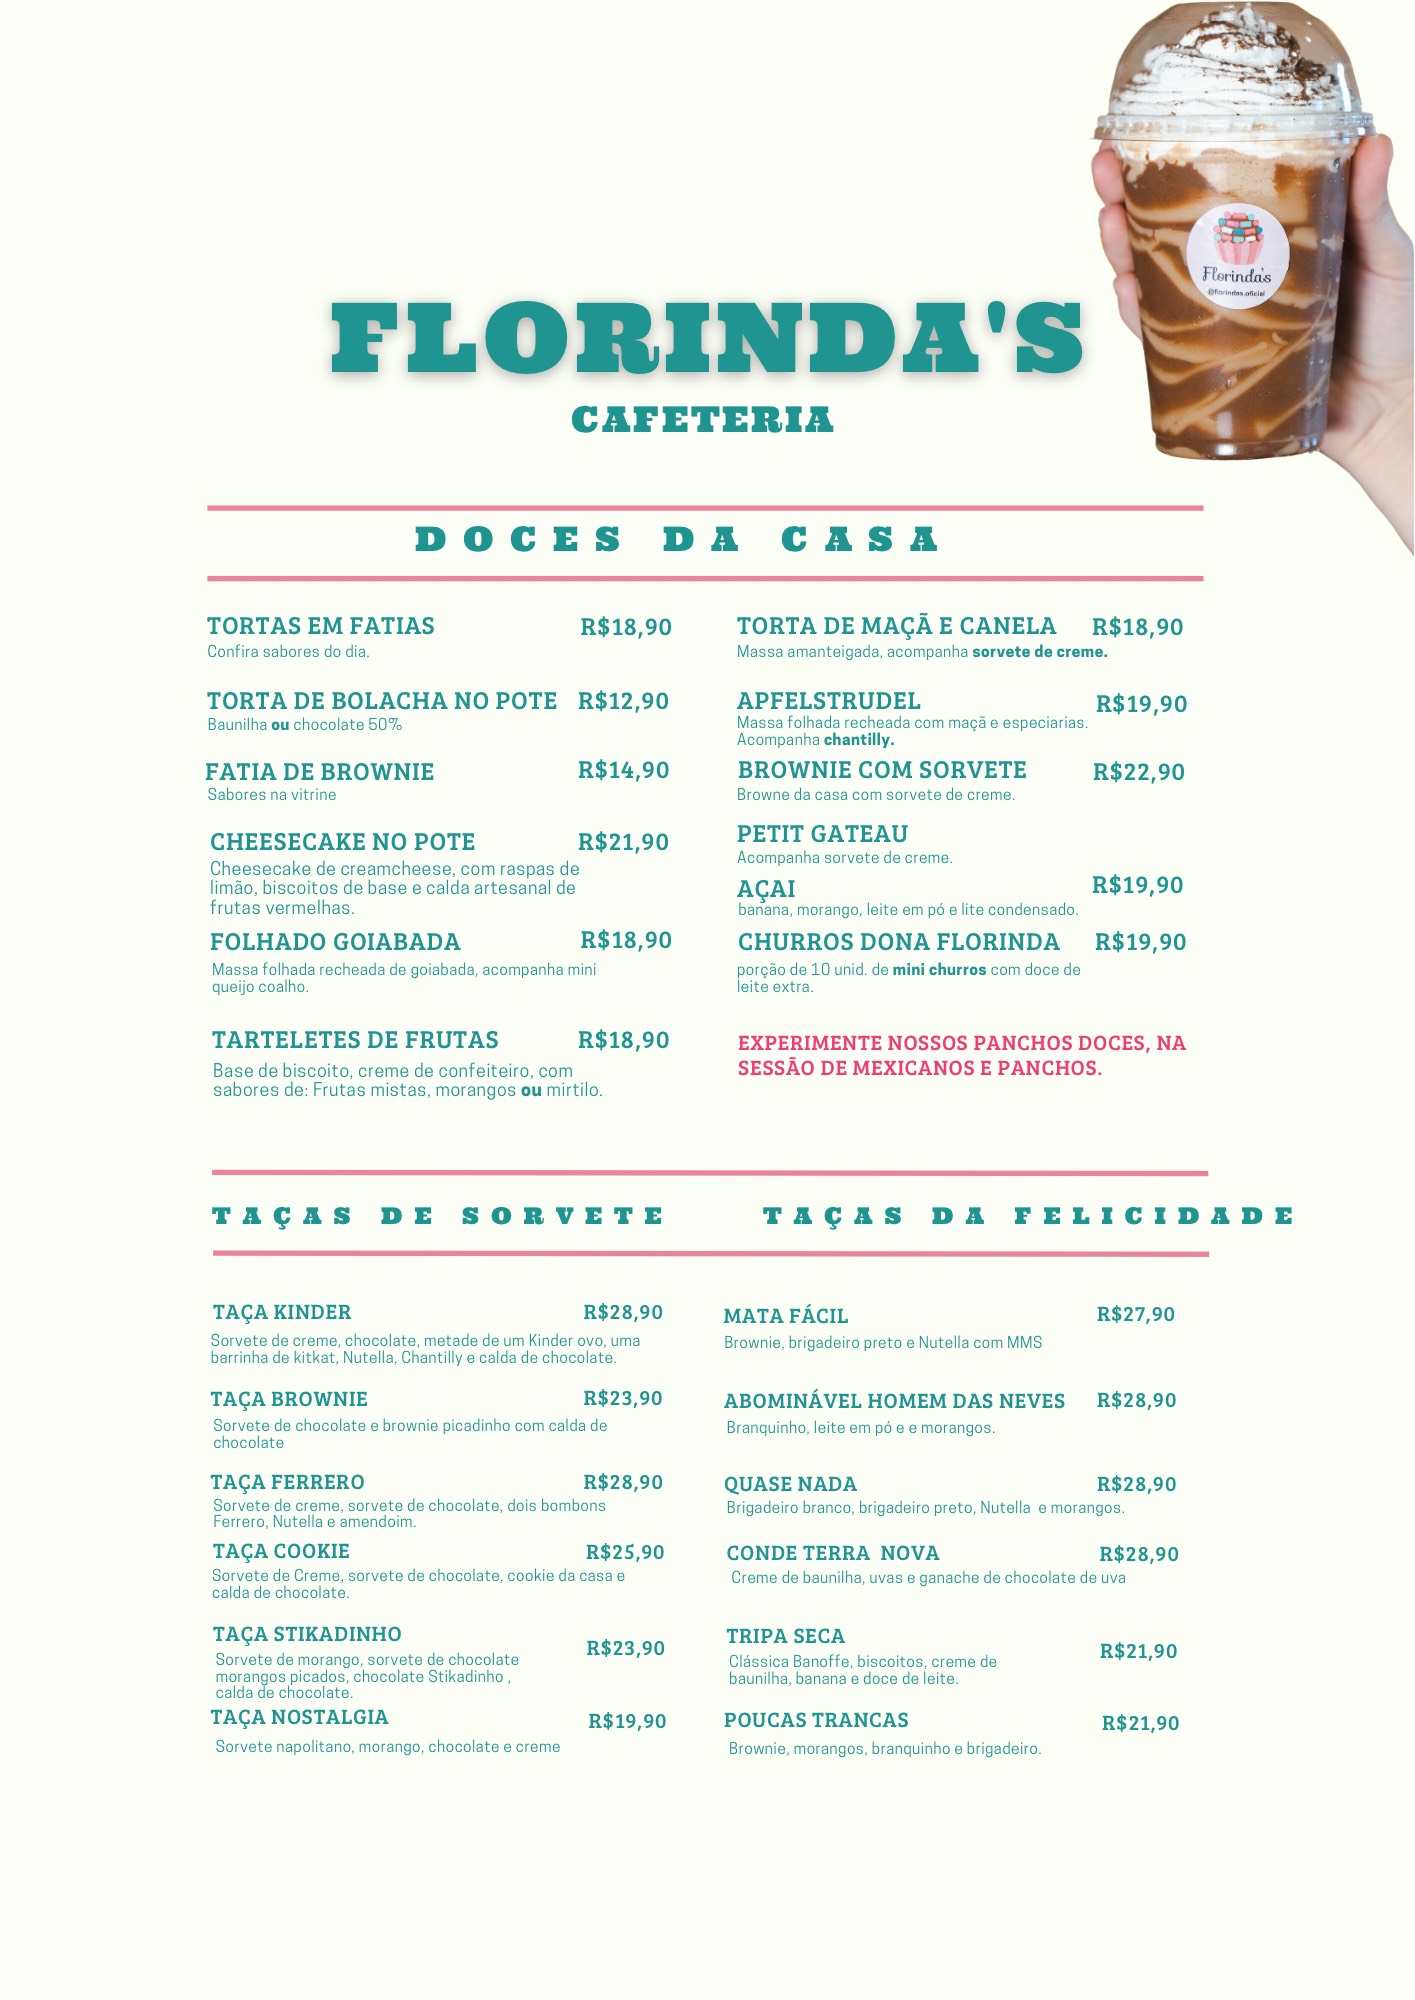 Florinda's
@florindas.oficial
FLORINDA'S
CAFETERIA
DOCES DA CASA
TORTAS EM FATIAS R$18,90
Confira sabores do dia.
TORTA DE BOLACHA NO POTE R$12,90
Baunilha ou chocolate 50%
FATIA DE BROWNIE R$14,90
Sabores na vitrine
CHEESECAKE NO POTE R$21,90
Cheesecake de creamcheese, com raspas de
limão, biscoitos de base e calda artesanal de
frutas vermelhas.
FOLHADO GOIABADA R$18,90
Massa folhada recheada de goiabada, acompanha mini
queijo coalho.
TARTELETES DE FRUTAS R$18,90
Base de biscoito, creme de confeiteiro, com
sabores de: Frutas mistas, morangos ou mirtilo.
TORTA DE MAÇÃ E CANELA R$18,90
Massa amanteigada, acompanha sorvete de creme.
APFELSTRUDEL R$19,90
Massa folhada recheada com maçã e especiarias.
Acompanha chantilly.
BROWNIE COM SORVETE R$22,90
Browne da casa com sorvete de creme.
PETIT GATEAU
Acompanha sorvete de creme.
AÇAI R$19,90
banana, morango, leite em pó e lite condensado.
CHURROS DONA FLORINDA R$19,90
porção de 10 unid. de mini churros com doce de
leite extra.
EXPERIMENTE NOSSOS PANCHOS DOCES, NA
SESSÃO DE MEXICANOS E PANCHOS.
TAÇAS DE SORVETE
TAÇA KINDER R$28,90
Sorvete de creme, chocolate, metade de um Kinder ovo, uma
barrinha de kitkat, Nutella, Chantilly e calda de chocolate.
TAÇA BROWNIE R$23,90
Sorvete de chocolate e brownie picadinho com calda de
chocolate
TAÇA FERRERO R$28,90
Sorvete de creme, sorvete de chocolate, dois bombons
Ferrero, Nutella e amendoim.
TAÇA COOKIE R$25,90
Sorvete de Creme, sorvete de chocolate, cookie da casa e
calda de chocolate.
TAÇA STIKADINHO R$23,90
Sorvete de morango, sorvete de chocolate
morangos picados, chocolate Stikadinho ,
calda de chocolate.
TAÇA NOSTALGIA R$19,90
Sorvete napolitano, morango, chocolate e creme
TAÇAS DA FELICIDADE
MATA FÁCIL R$27,90
Brownie, brigadeiro preto e Nutella com MMS
ABOMINÁVEL HOMEM DAS NEVES R$28,90
Branquinho, leite em pó e e morangos.
QUASE NADA R$28,90
Brigadeiro branco, brigadeiro preto, Nutella e morangos.
CONDE TERRA NOVA R$28,90
Creme de baunilha, uvas e ganache de chocolate de uva
TRIPA SECA R$21,90
Clássica Banoffe, biscoitos, creme de
baunilha, banana e doce de leite.
POUCAS TRANCAS R$21,90
Brownie, morangos, branquinho e brigadeiro.